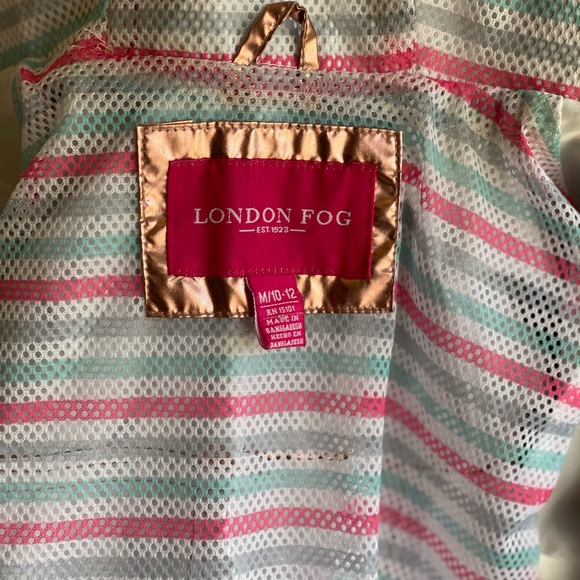 LONDON FOG
EST. 1923
M/10-12
RN 15101
MADE IN
BANGLADESH
HECHO EN
BANGLADESH